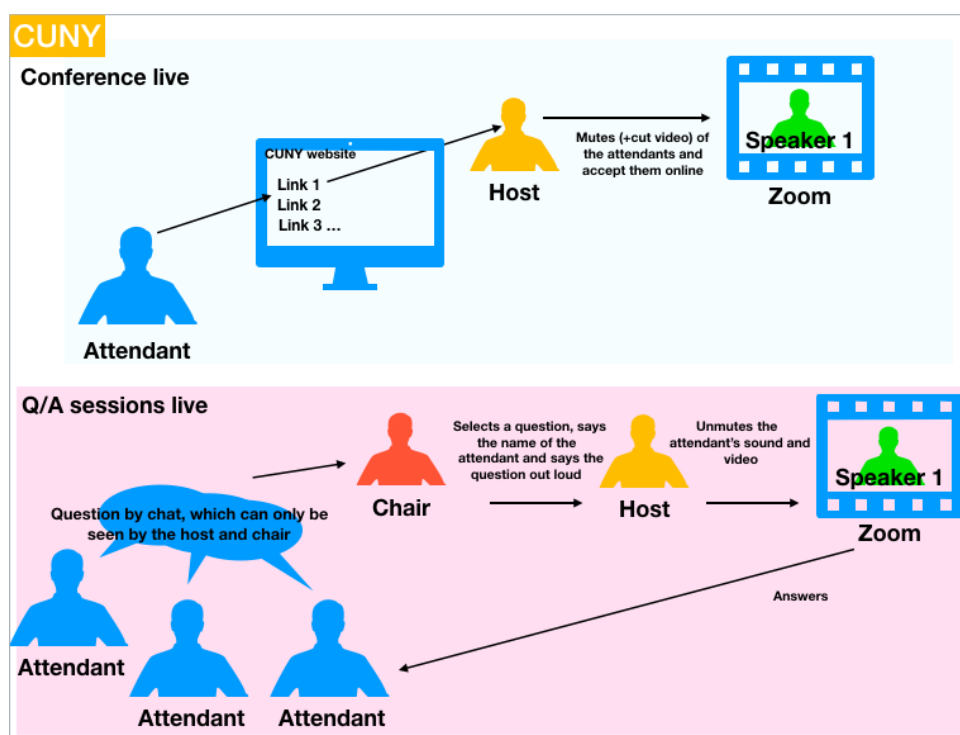 CUNY
Conference live
CUNY website
Link 1
Link 2
Link 3 ...
Attendant
Host
Mutes (+cut video) of
the attendants and
accept them online
Speaker 1
Zoom
Q/A sessions live
Question by chat, which can only be
seen by the host and chair
Attendant
Attendant
Attendant
Chair
Selects a question, says
the name of the
attendant and says the
question out loud
Host
Unmutes the
attendant's sound and
video
Speaker 1
Zoom
Answers